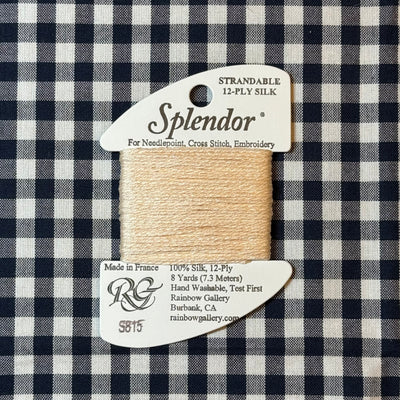 STRANDABLE
12-PLY SILK
Splendor®
For Needlepoint, Cross Stitch, Embroidery
Made in France
100% Silk, 12-Ply
8 Yards (7.3 Meters)
Hand Washable, Test First
Rainbow Gallery
Burbank, CA
rainbowgallery.com
RG
S815